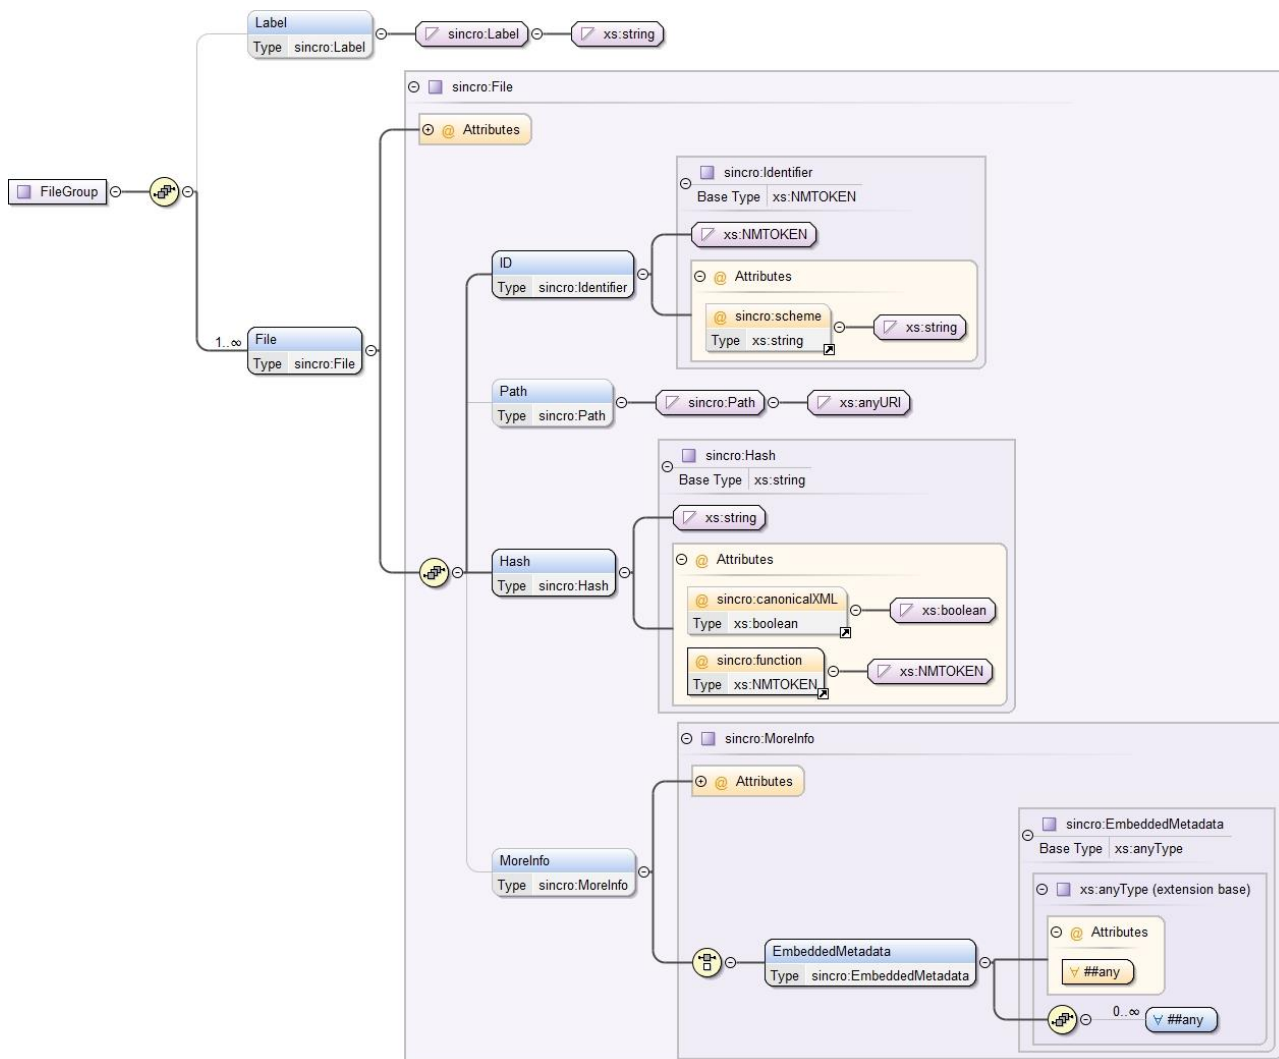 Label
Type sincro:Label
sincro:Label
xs:string
sincro:File
@ Attributes
FileGroup
sincro:Identifier
Base Type xs:NMTOKEN
xs:NMTOKEN
ID
Type sincro:Identifier
@ Attributes
@ sincro:scheme
Type xs:string
xs:string
1..∞
File
Type sincro:File
Path
Type sincro:Path
sincro:Path
xs:anyURI
sincro:Hash
Base Type xs:string
xs:string
Hash
Type sincro:Hash
@ Attributes
@ sincro:canonicalXML
Type xs:boolean
xs:boolean
@ sincro:function
Type xs:NMTOKEN
xs:NMTOKEN
sincro:MoreInfo
@ Attributes
MoreInfo
Type sincro:MoreInfo
sincro:EmbeddedMetadata
Base Type xs:anyType
xs:anyType (extension base)
@ Attributes
∀ ##any
EmbeddedMetadata
Type sincro:EmbeddedMetadata
0..∞
∀ ##any